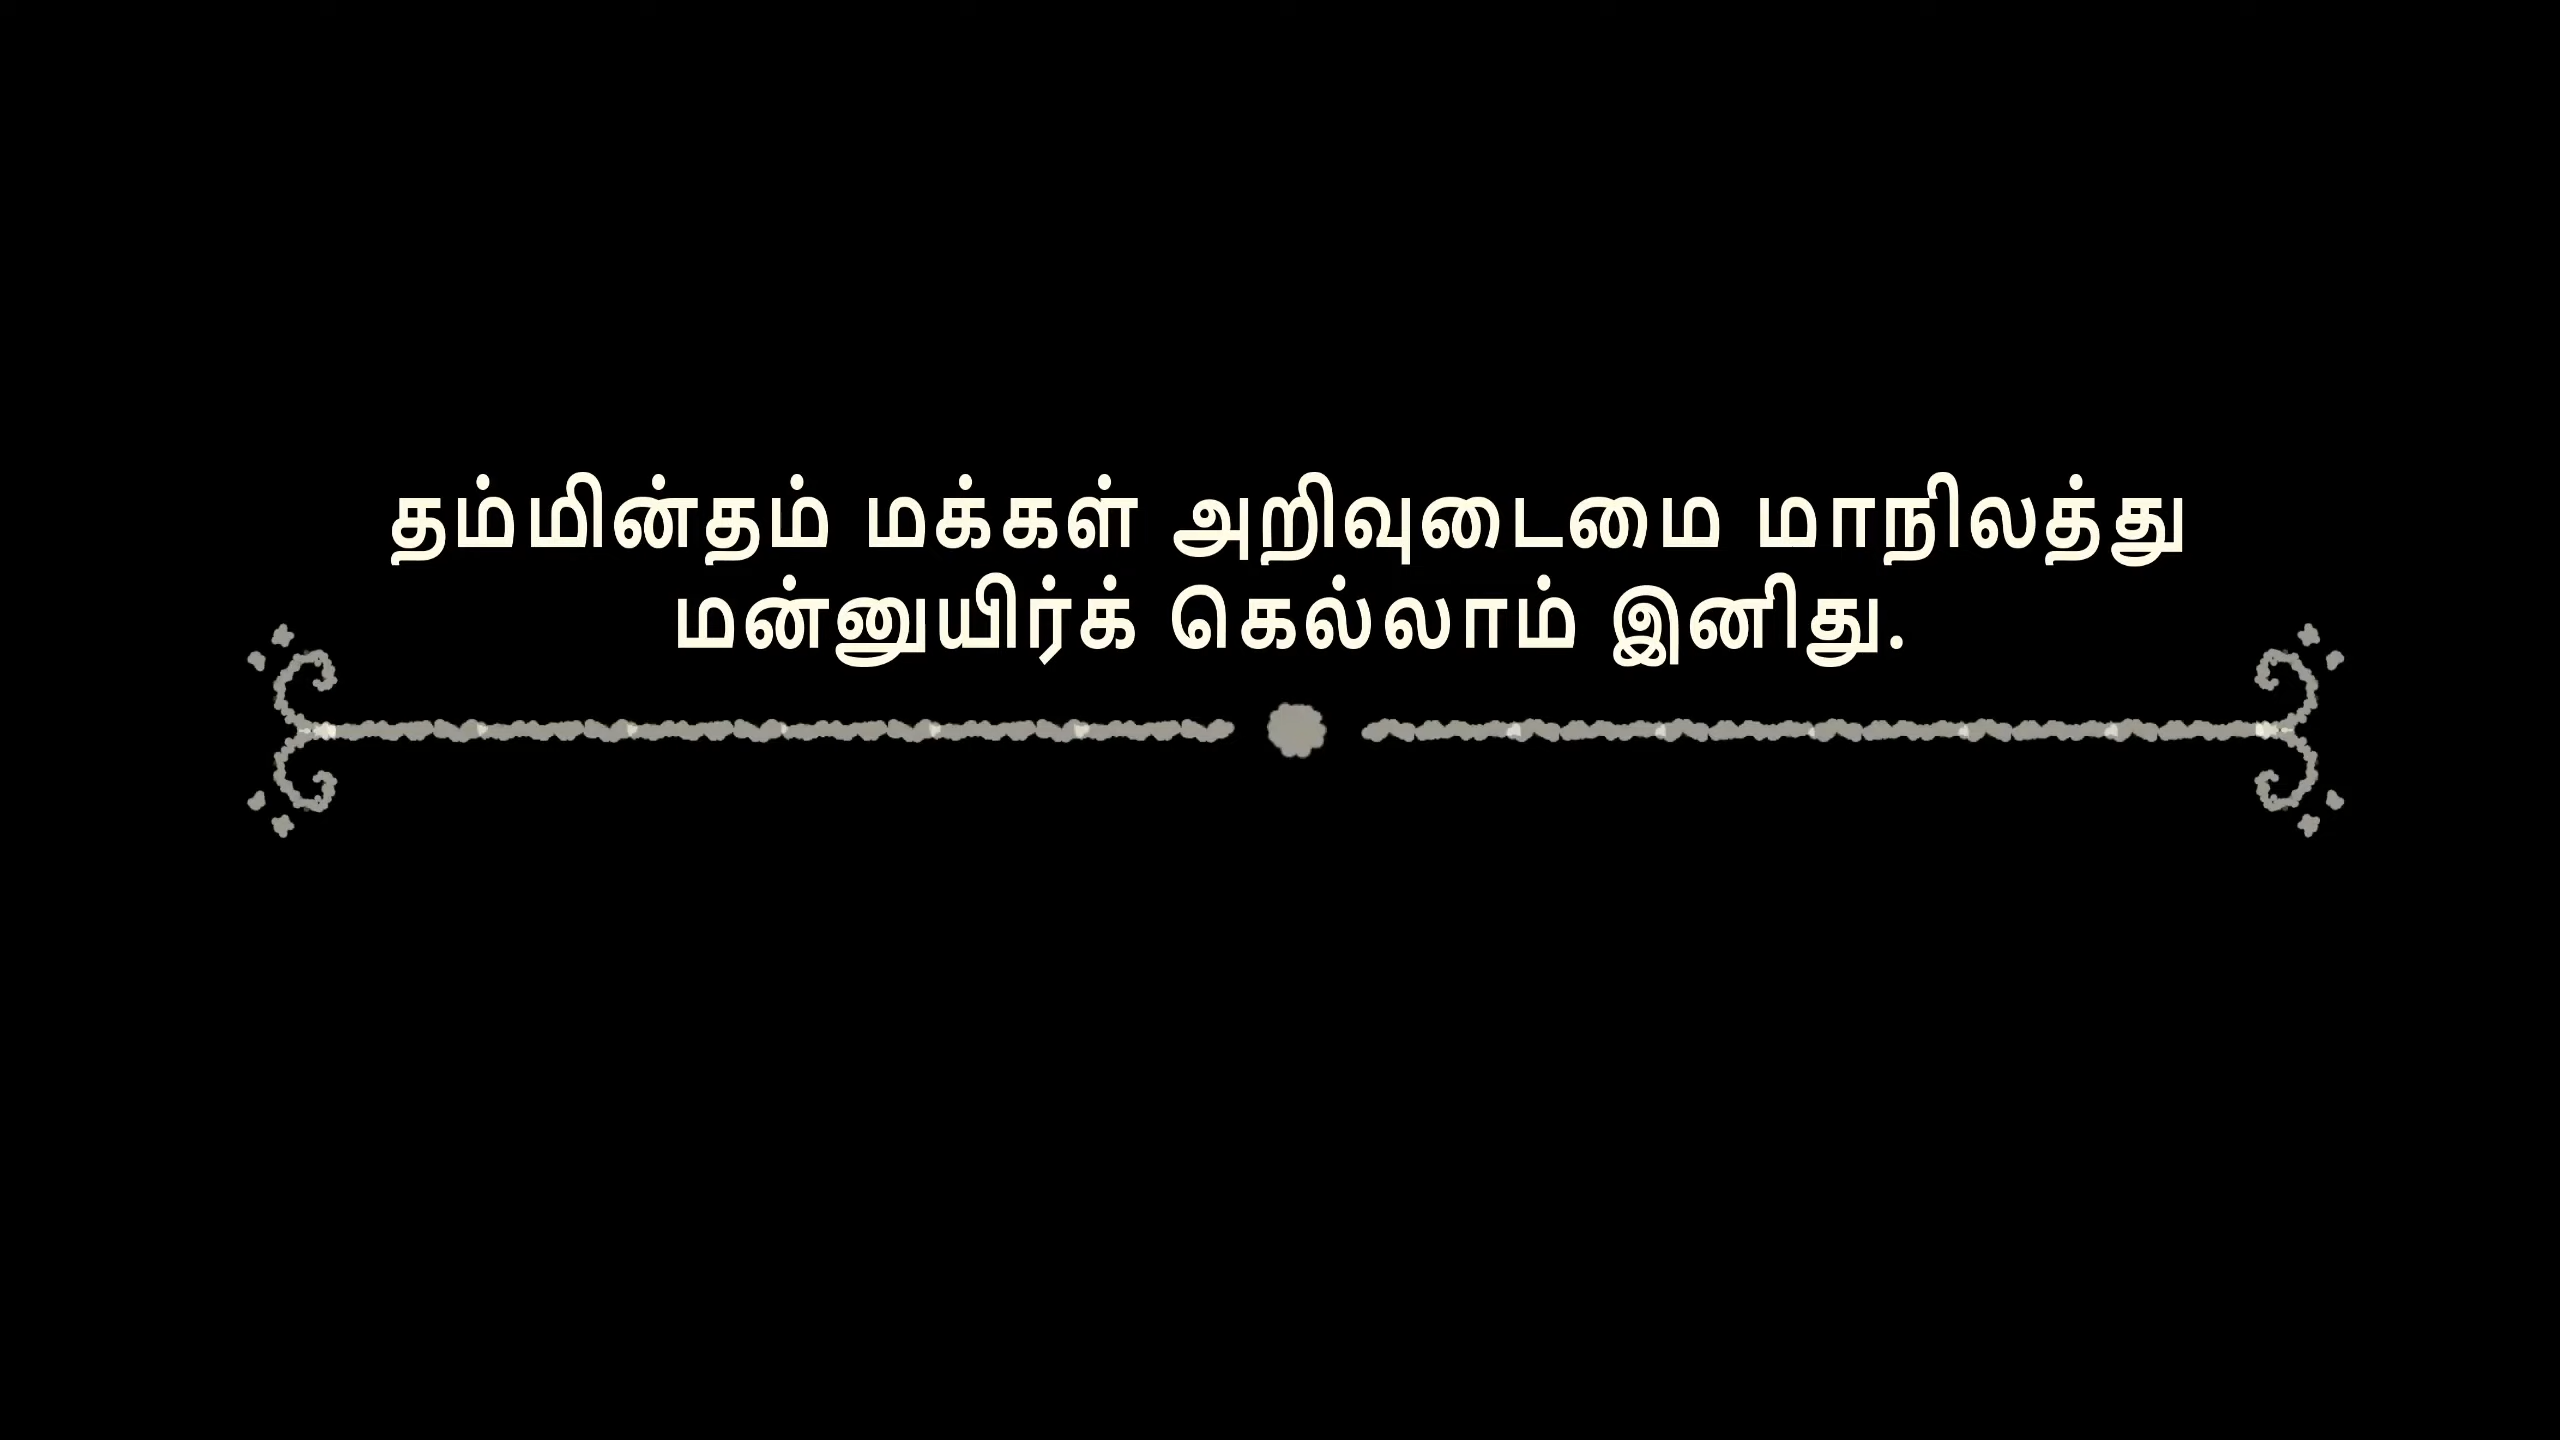 தம்மின்தம் மக்கள் அறிவுடைமை மாநிலத்து
மன்னுயிர்க் கெல்லாம் இனிது.